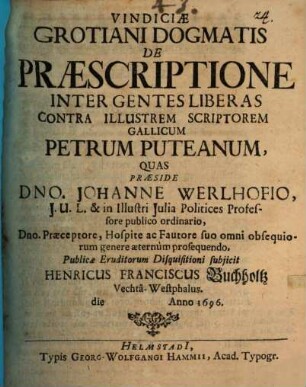 24.
VINDICIÆ
GROTIANI DOGMATIS
DE
PRÆSCRIPTIONE
INTER GENTES LIBERAS
CONTRA ILLUSTREM SCRIPTOREM
GALLICUM
PETRUM PUTEANUM,
QUAS
PRÆSIDE
DNO. JOHANNE WERLHOFIO,
J. U. L. & in Illustri Julia Politices Profes-
sore publico ordinario,
Dno. Præceptore, Hospite ac Fautore suo omni obsequio-
rum genere æternùm prosequendo,
Publicæ Eruditorum Disquisitioni subjicit
HENRICUS FRANCISCUS Buchholtz
Vechtâ-Westphalus.
die Anno 1696.
HELMSTADI,
Typis GEORG-WOLFGANGI HAMMII, Acad. Typogr.